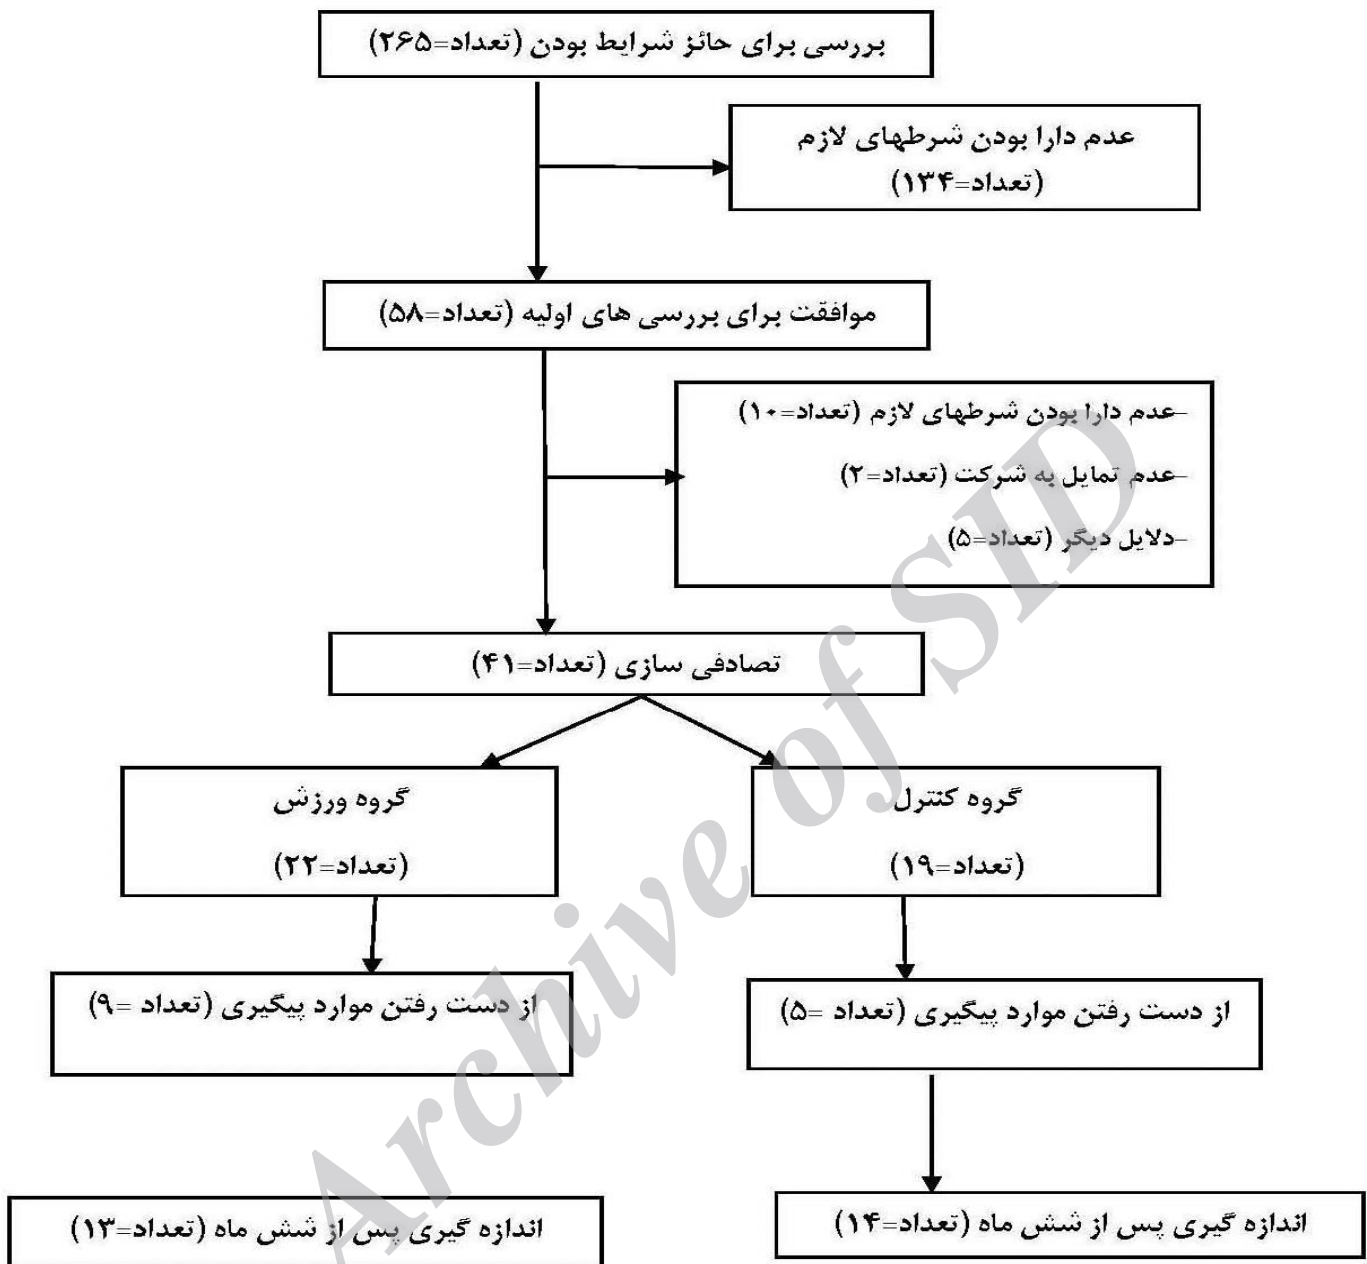 بررسی برای حائز شرایط بودن (تعداد=۲۶۵)
عدم دارا بودن شرطهای لازم
(تعداد=۱۳۴)
موافقت برای بررسی های اولیه (تعداد=۵۸)
-عدم دارا بودن شرطهای لازم (تعداد=۱۰)
-عدم تمایل به شرکت (تعداد=۲)
-دلایل دیگر (تعداد=۵)
تصادفی سازی (تعداد=۴۱)
گروه کنترل
(تعداد=۱۹)
گروه ورزش
(تعداد=۲۲)
از دست رفتن موارد پیگیری (تعداد =۵)
از دست رفتن موارد پیگیری (تعداد =۹)
اندازه گیری پس از شش ماه (تعداد=۱۴)
اندازه گیری پس از شش ماه (تعداد=۱۳)
Archive of SID